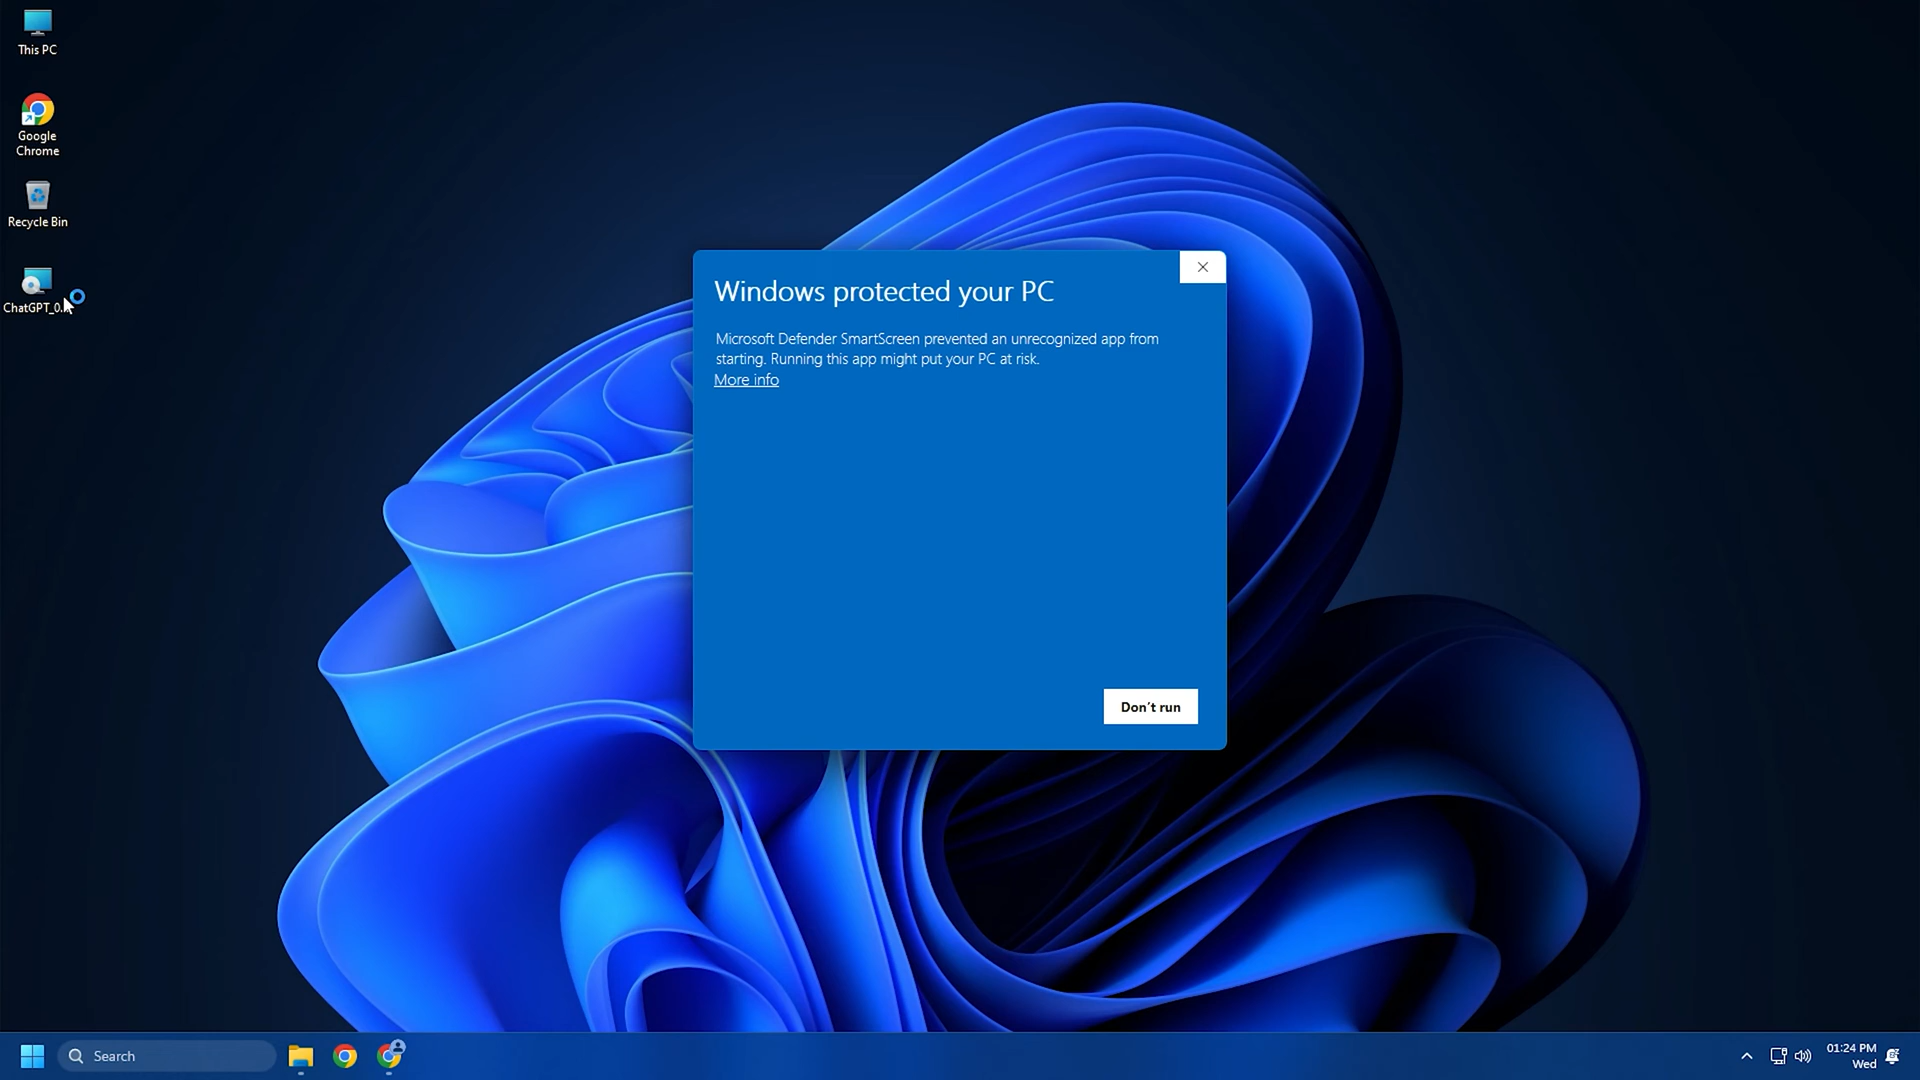 This PC
Google
Chrome
Recycle Bin
ChatGPT_0.
Windows protected your PC
Microsoft Defender SmartScreen prevented an unrecognized app from
starting. Running this app might put your PC at risk.
More info
Don't run
Search
01:24 PM
Wed